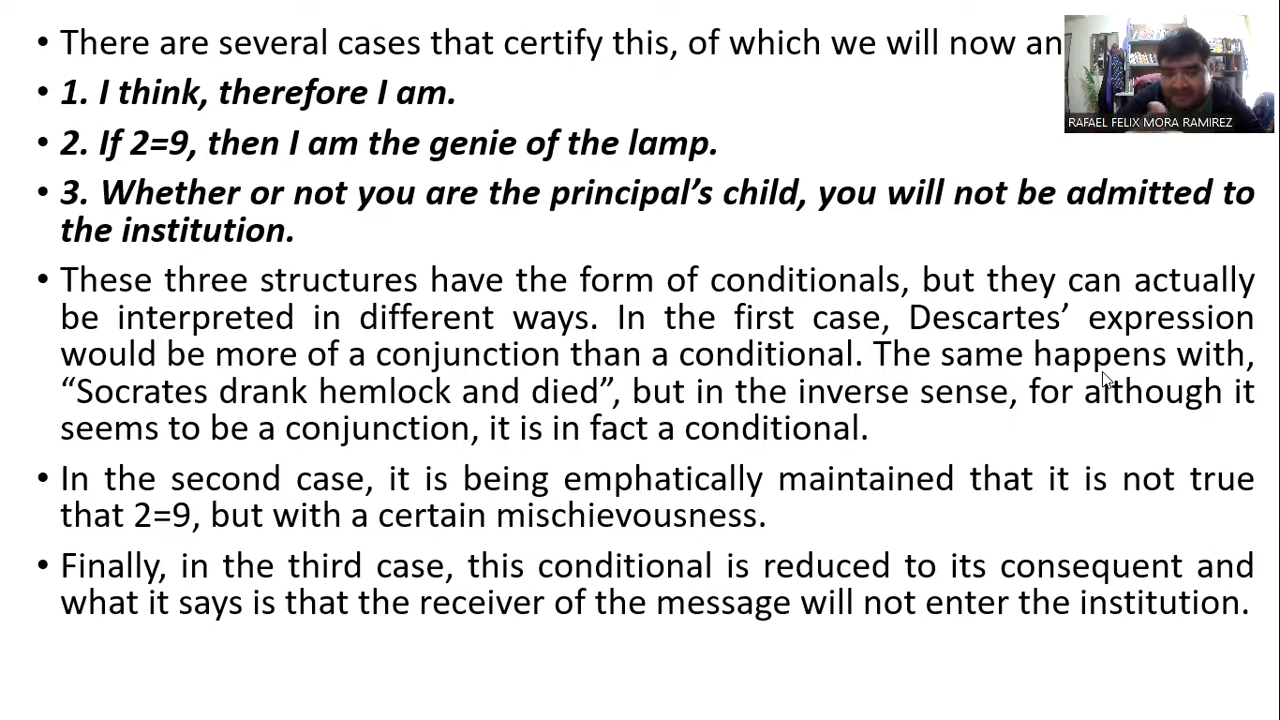 • There are several cases that certify this, of which we will now an
• 1. I think, therefore I am.
• 2. If 2=9, then I am the genie of the lamp.
• 3. Whether or not you are the principal’s child, you will not be admitted to
the institution.
• These three structures have the form of conditionals, but they can actually
be interpreted in different ways. In the first case, Descartes’ expression
would be more of a conjunction than a conditional. The same happens with,
“Socrates drank hemlock and died”, but in the inverse sense, for although it
seems to be a conjunction, it is in fact a conditional.
• In the second case, it is being emphatically maintained that it is not true
that 2=9, but with a certain mischievousness.
• Finally, in the third case, this conditional is reduced to its consequent and
what it says is that the receiver of the message will not enter the institution.
RAFAEL FELIX MORA RAMIREZ